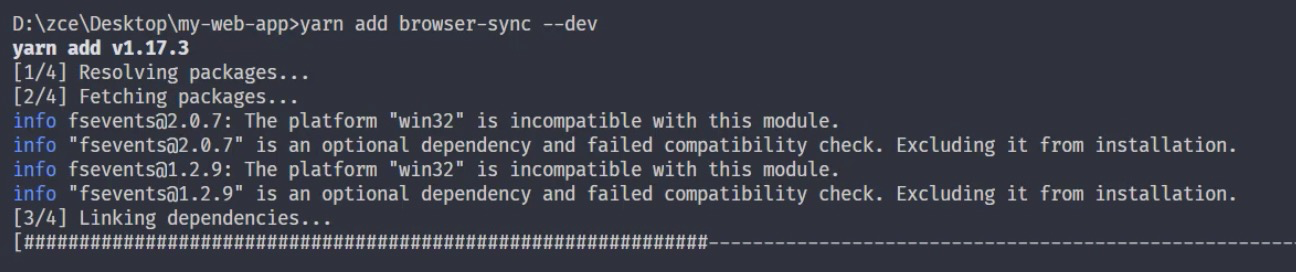 D:\zce\Desktop\my-web-app>yarn add browser-sync --dev
yarn add v1.17.3
[1/4] Resolving packages...
[2/4] Fetching packages...
info fsevents@2.0.7: The platform "win32" is incompatible with this module.
info "fsevents@2.0.7" is an optional dependency and failed compatibility check. Excluding it from installation.
info fsevents@1.2.9: The platform "win32" is incompatible with this module.
info "fsevents@1.2.9" is an optional dependency and failed compatibility check. Excluding it from installation.
[3/4] Linking dependencies...
[##############################################################------------------------------------------------------